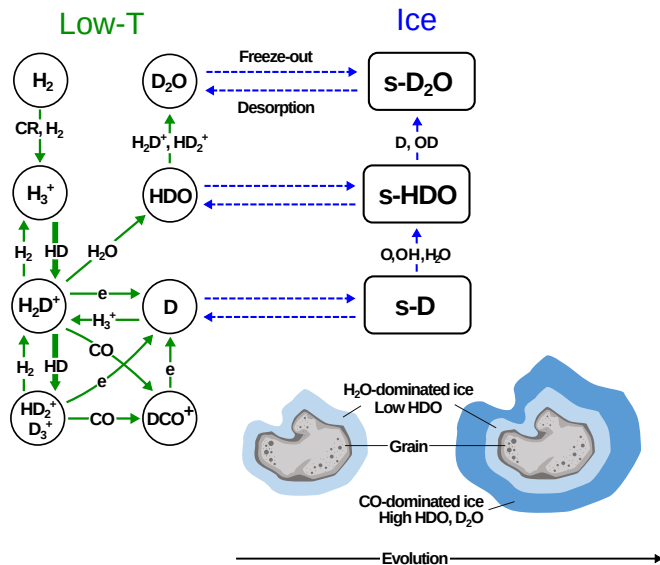 Low-T
Ice
H₂
D₂O
Freeze-out
Desorption
s-D₂O
CR, H₂
H₂D⁺, HD₂⁺
D, OD
H₃⁺
HDO
s-HDO
H₂
HD
H₂O
O,OH,H₂O
H₂D⁺
e
H₃⁺
D
s-D
CO
H₂
HD
e
e
HD₂⁺
D₃⁺
CO
DCO⁺
H₂O-dominated ice
Low HDO
Grain
CO-dominated ice
High HDO, D₂O
Evolution